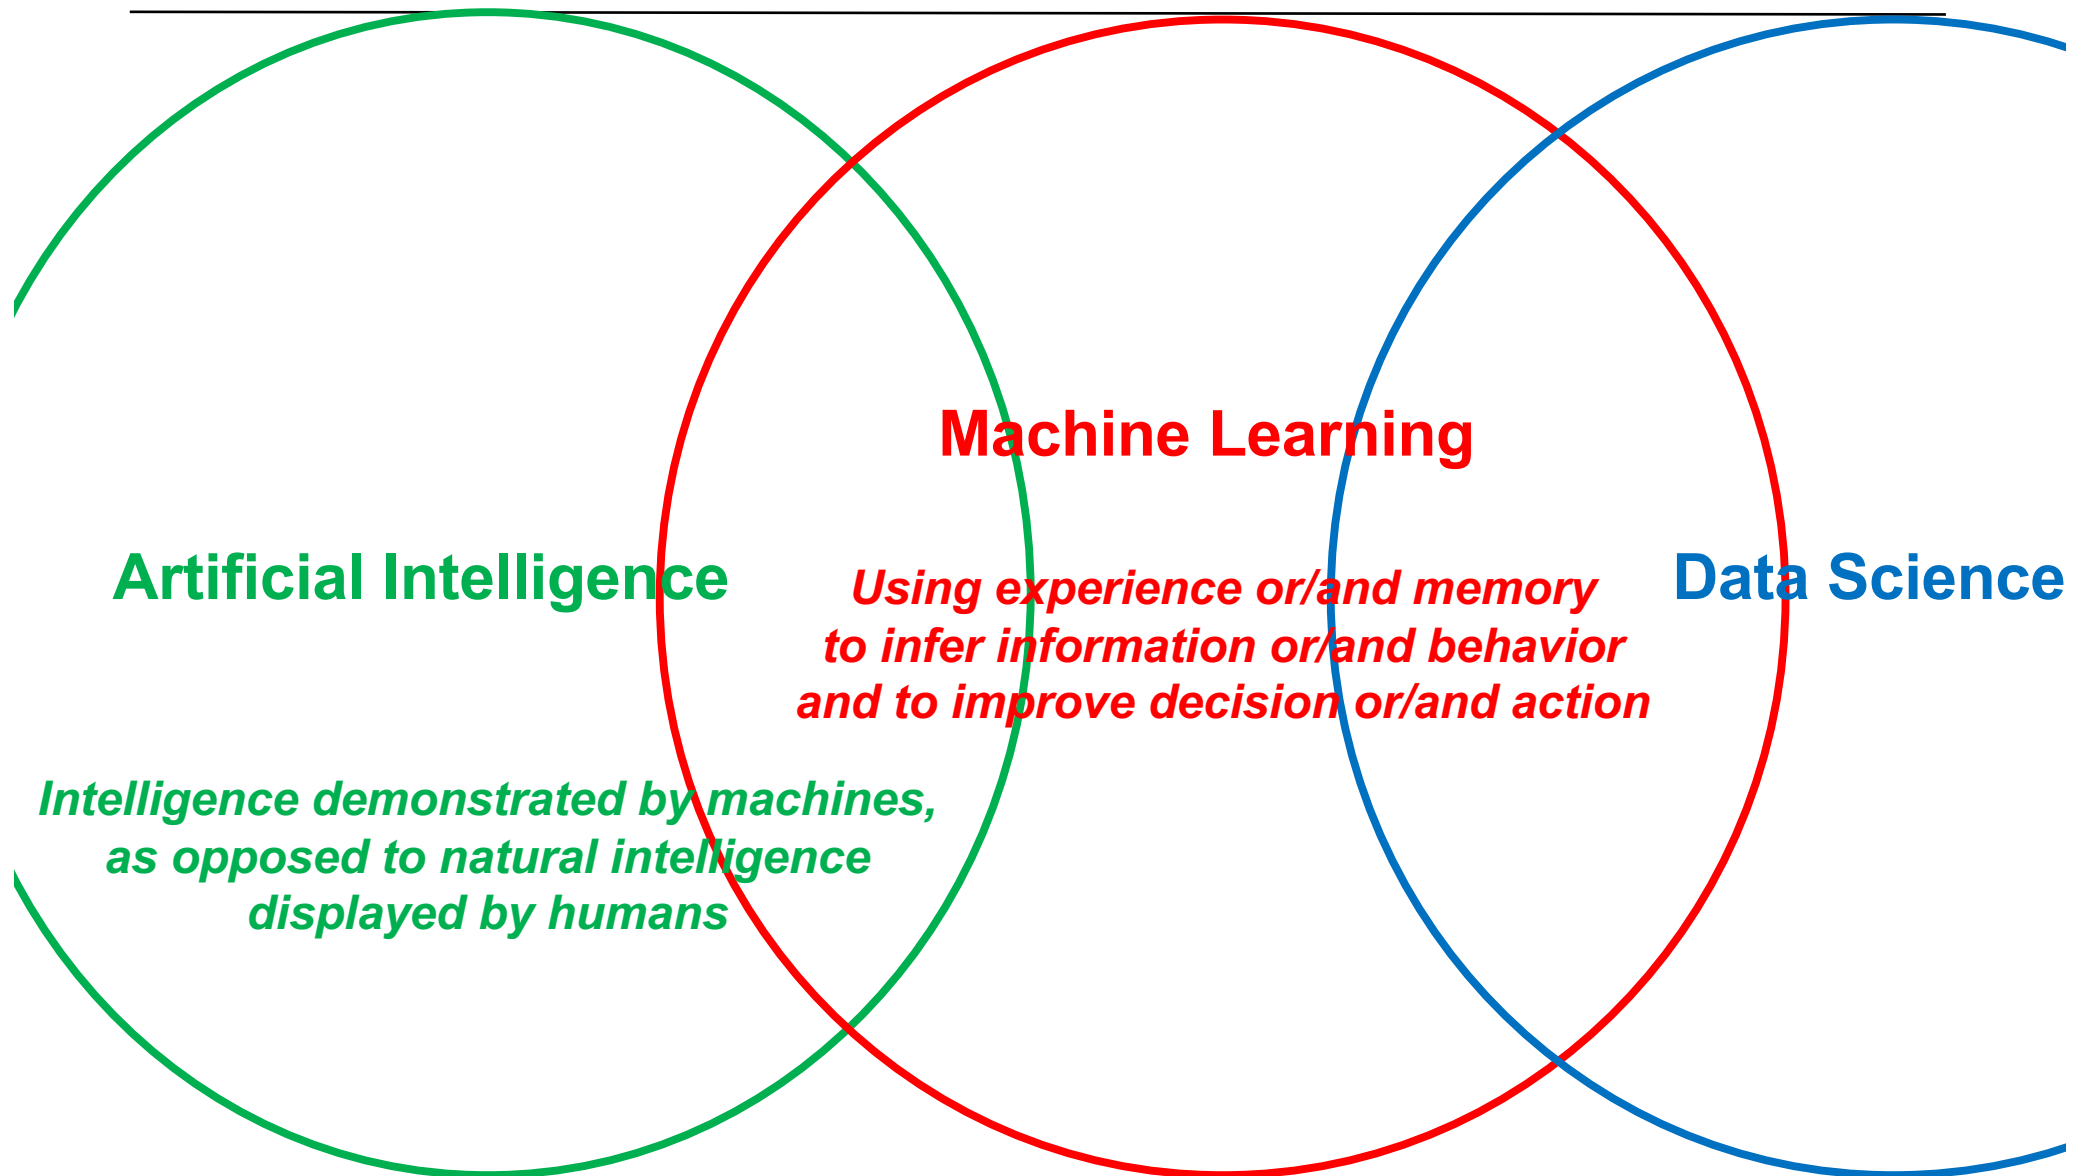 Machine Learning
Artificial Intelligence
Using experience or/and memory
to infer information or/and behavior
and to improve decision or/and action
Data Science
Intelligence demonstrated by machines,
as opposed to natural intelligence
displayed by humans